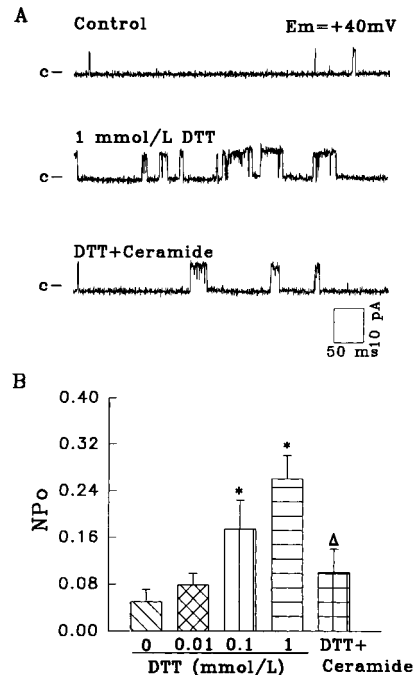 A
Control Em=+40mV
c−
1 mmol/L DTT
c−
DTT+Ceramide
c−
10 pA
50 ms
B
NPo
0.40
0.32
0.24
0.16
0.08
0.00
* * Δ
0 0.01 0.1 1 DTT+
DTT (mmol/L) Ceramide